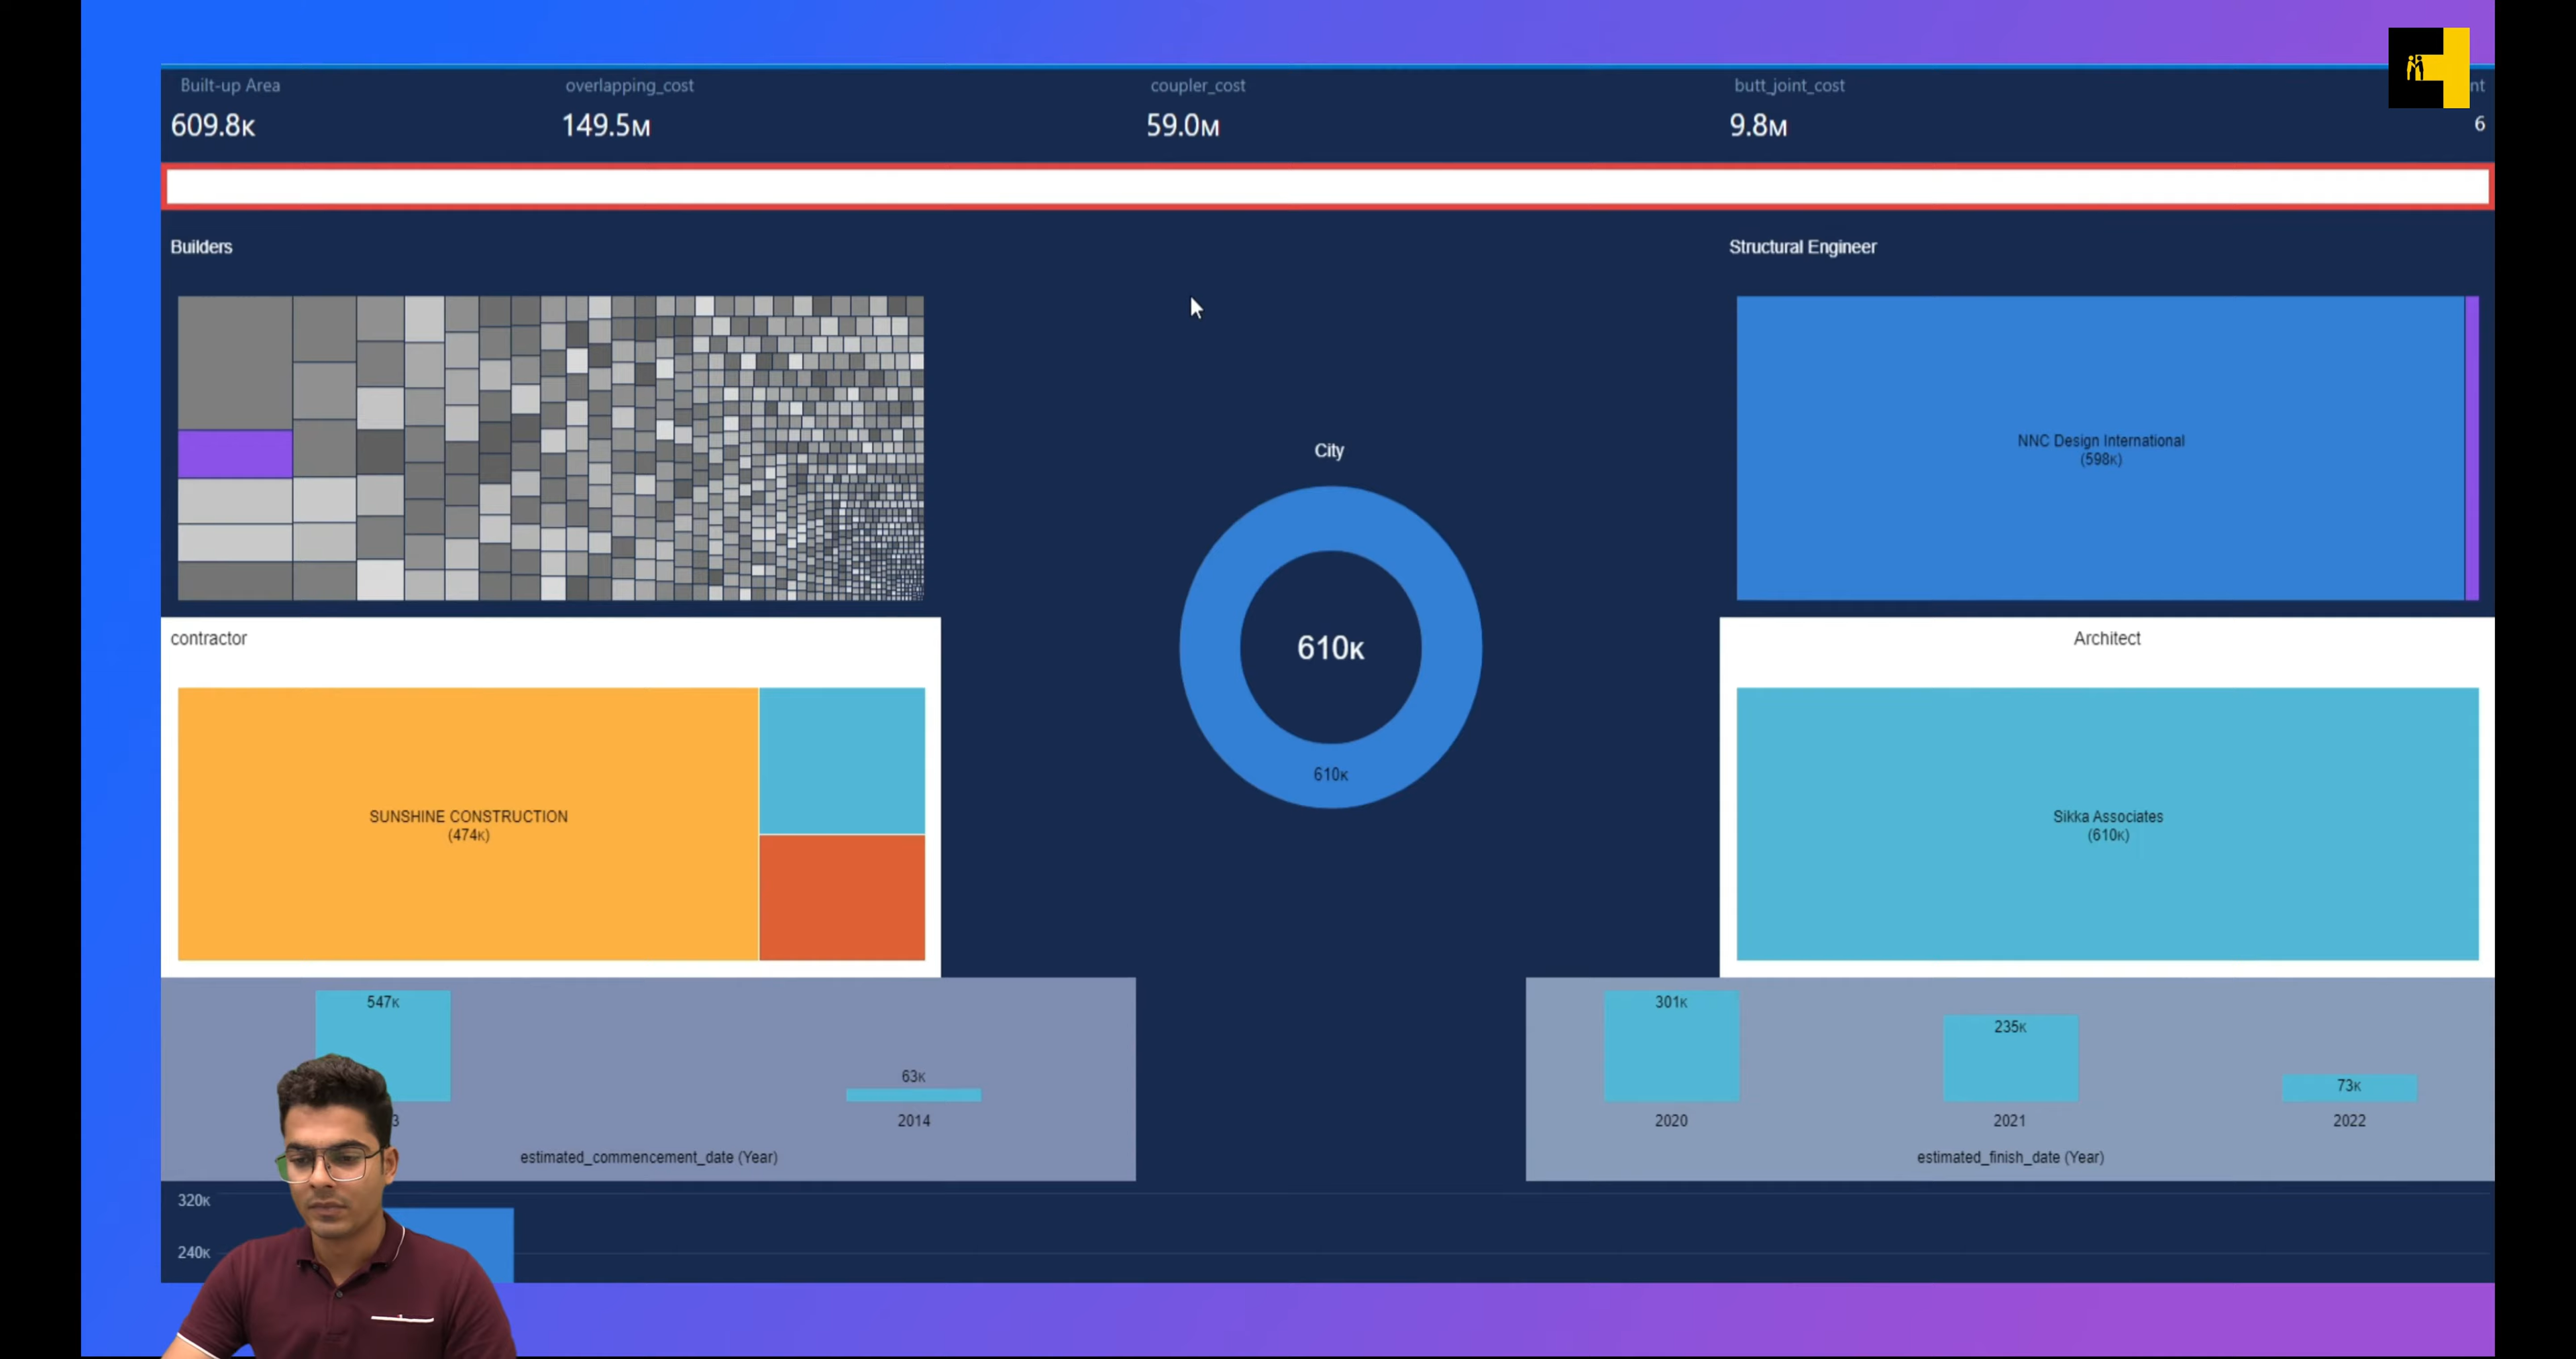 Built-up Area
609.8K
overlapping_cost
149.5M
coupler_cost
59.0M
butt_joint_cost
9.8M
nt
6
Builders
Structural Engineer
NNC Design International
(598K)
City
610K
610K
contractor
SUNSHINE CONSTRUCTION
(474K)
Architect
Sikka Associates
(610K)
547K
63K
3
2014
estimated_commencement_date (Year)
301K
235K
73K
2020
2021
2022
estimated_finish_date (Year)
320K
240K